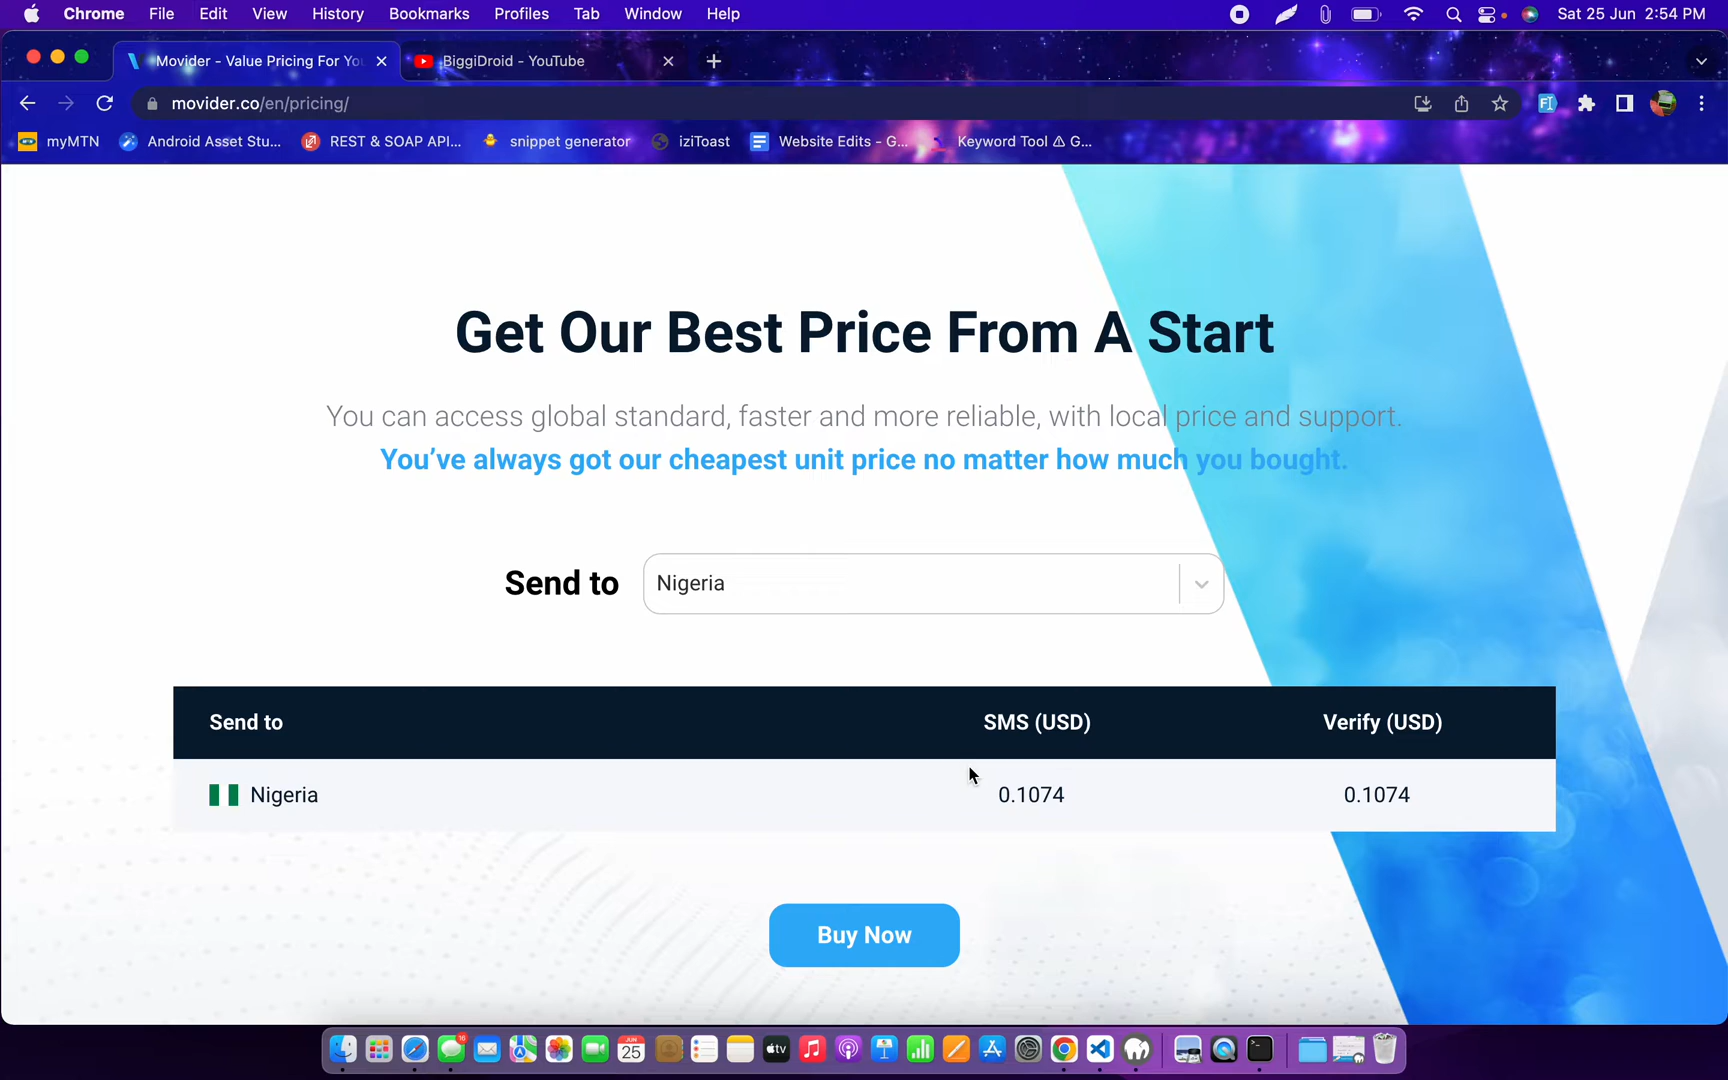 Chrome File Edit View History Bookmarks Profiles Tab Window Help Sat 25 Jun 2:54 PM
Movider - Value Pricing For You BiggiDroid - YouTube
movider.co/en/pricing/
myMTN Android Asset Stu... REST & SOAP API... snippet generator iziToast Website Edits - G... Keyword Tool ⚠ G...
Get Our Best Price From A Start
You can access global standard, faster and more reliable, with local price and support.
You've always got our cheapest unit price no matter how much you bought.
Send to Nigeria
Send to SMS (USD) Verify (USD)
Nigeria 0.1074 0.1074
Buy Now